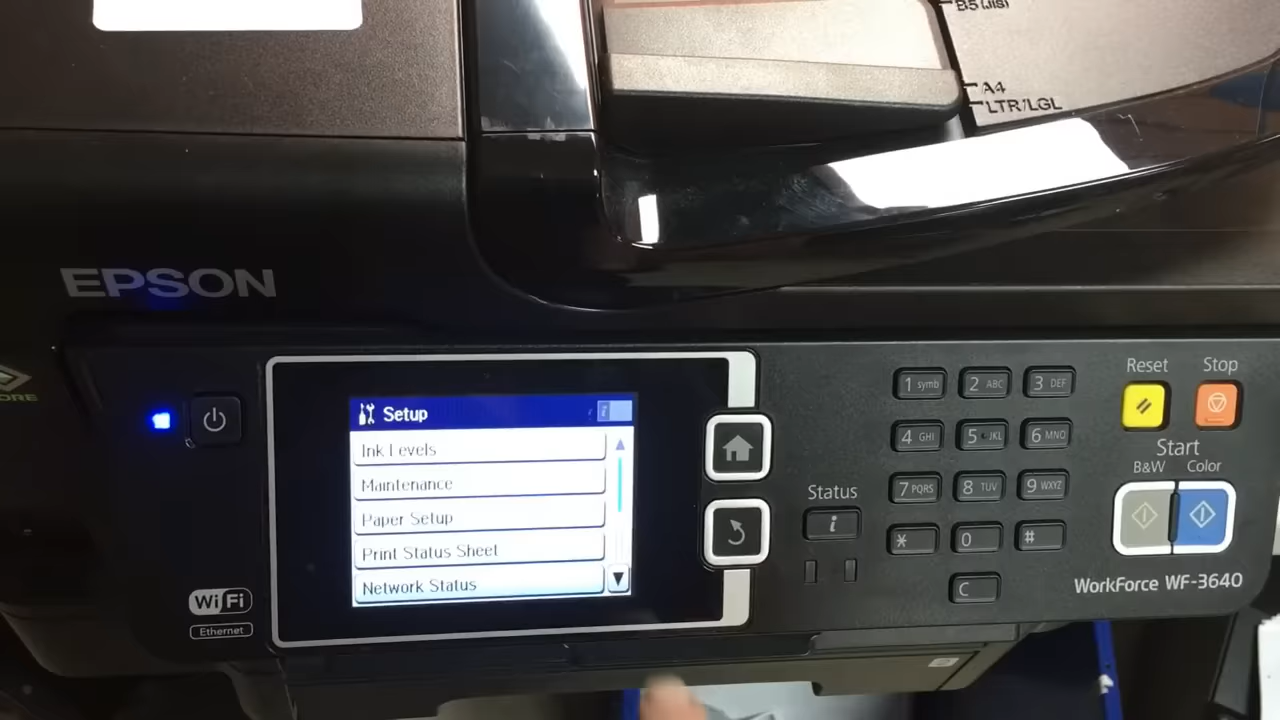 B5 (JIS)
A4
LTR/LGL
EPSON
Setup
Ink Levels
Maintenance
Paper Setup
Print Status Sheet
Network Status
WiFi
Ethernet
Status
i
1 symb
2 ABC
3 DEF
4 GHI
5 JKL
6 MNO
7 PQRS
8 TUV
9 WXYZ
*
0
#
C
Reset
Stop
Start
B&W
Color
WorkForce WF-3640